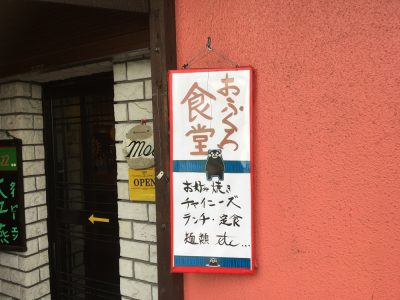 おふくろ
食堂
お好み焼き
チャイニーズ
ランチ・定食
麺類 etc...
OPEN